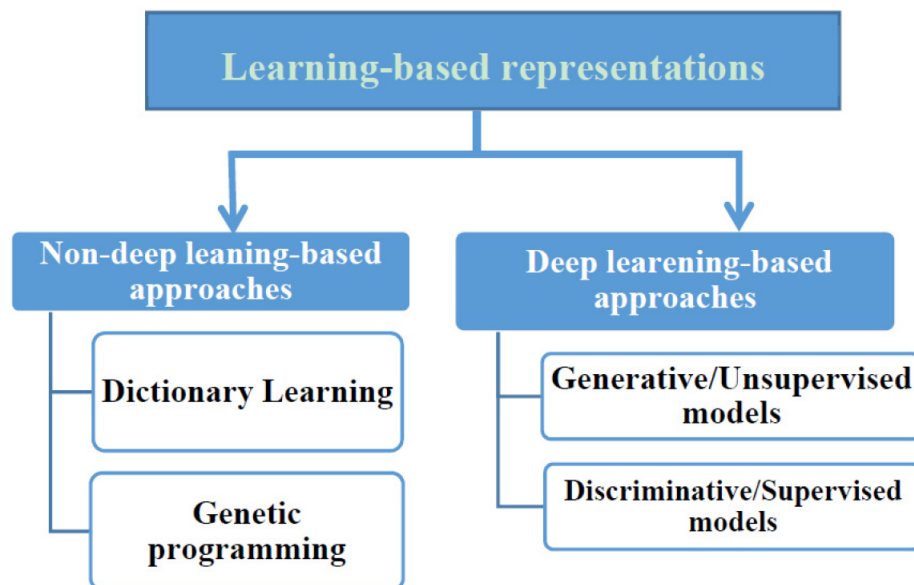 Learning-based representations
Non-deep leaning-based
approaches
Dictionary Learning
Genetic
programming
Deep learening-based
approaches
Generative/Unsupervised
models
Discriminative/Supervised
models